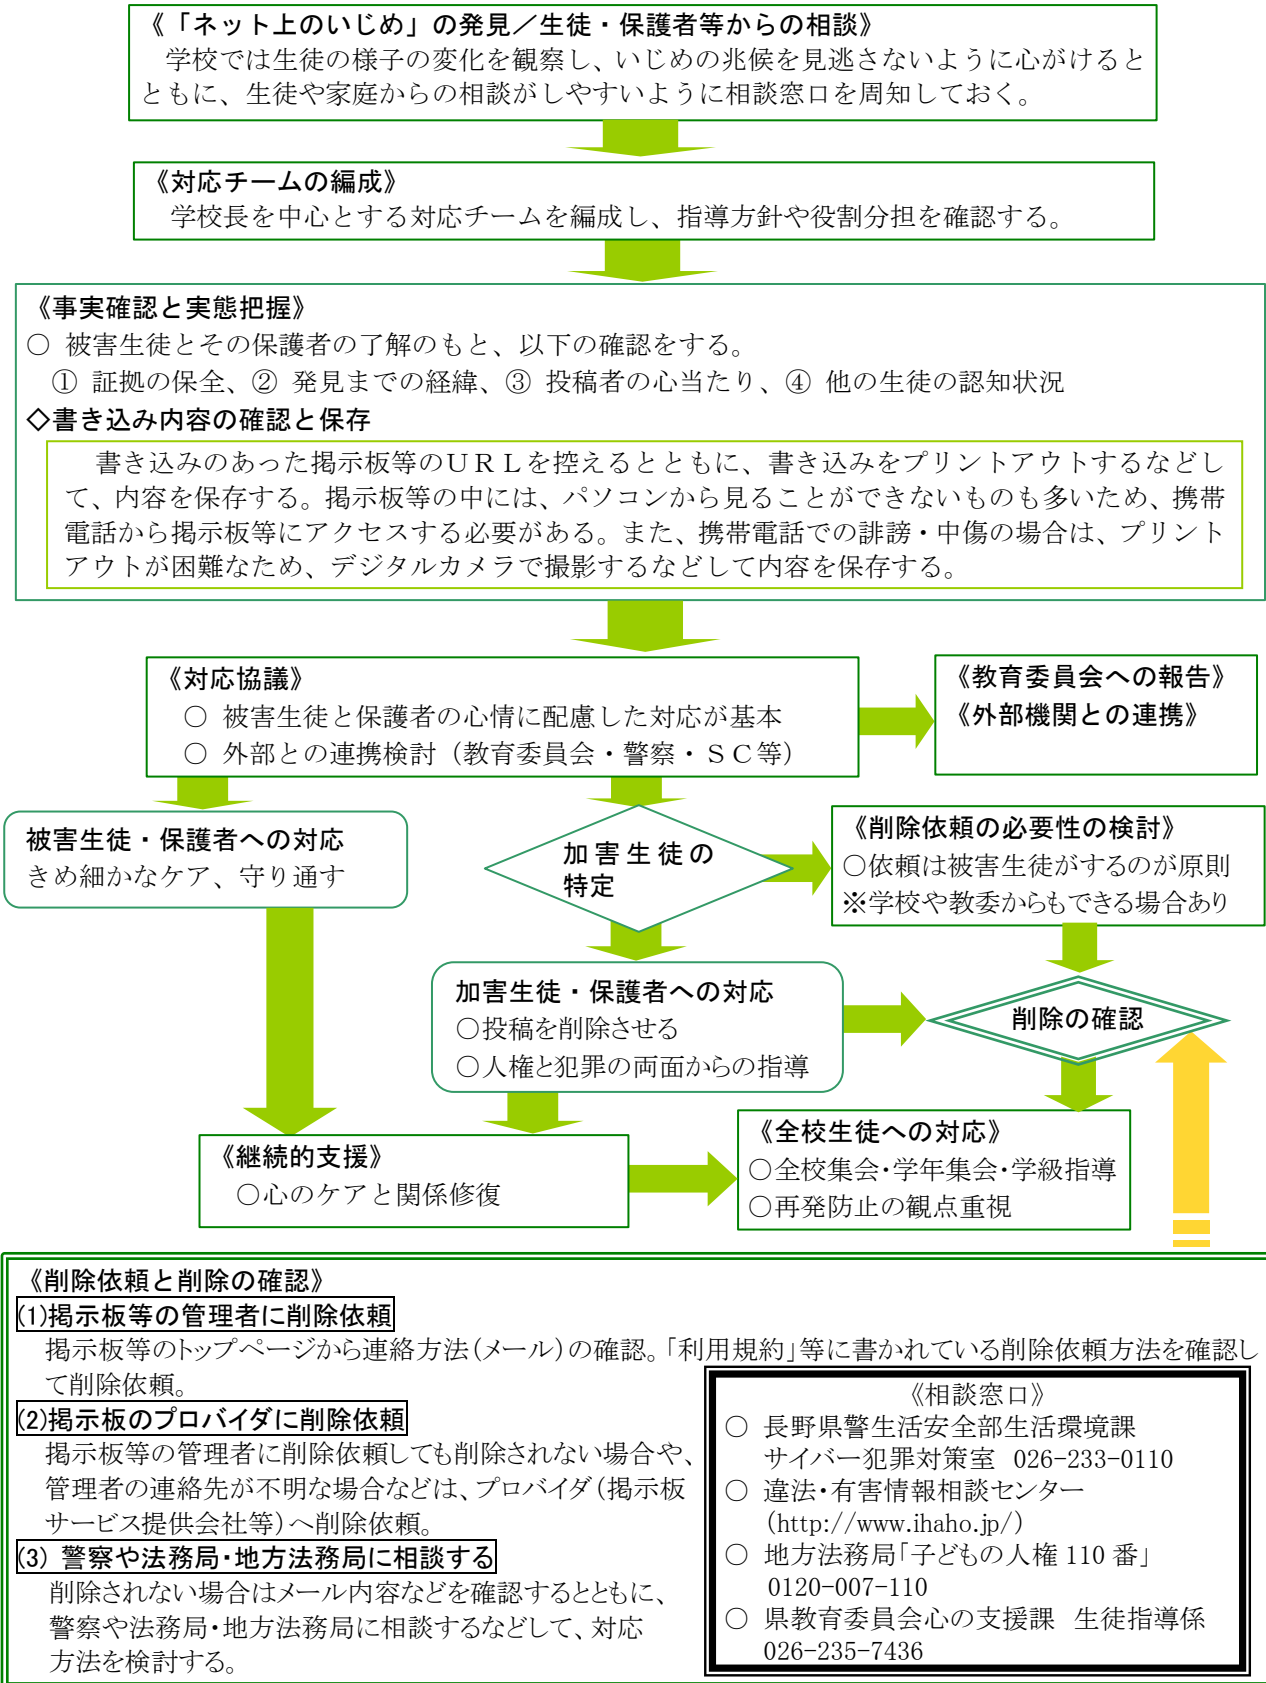 《「ネット上のいじめ」の発見／生徒・保護者等からの相談》
学校では生徒の様子の変化を観察し、いじめの兆候を見逃さないように心がけると
ともに、生徒や家庭からの相談がしやすいように相談窓口を周知しておく。
《対応チームの編成》
学校長を中心とする対応チームを編成し、指導方針や役割分担を確認する。
《事実確認と実態把握》
○ 被害生徒とその保護者の了解のもと、以下の確認をする。
① 証拠の保全、② 発見までの経緯、③ 投稿者の心当たり、④ 他の生徒の認知状況
◇書き込み内容の確認と保存
書き込みのあった掲示板等のＵＲＬを控えるとともに、書き込みをプリントアウトするなどし
て、内容を保存する。掲示板等の中には、パソコンから見ることができないものも多いため、携帯
電話から掲示板等にアクセスする必要がある。また、携帯電話での誹謗・中傷の場合は、プリント
アウトが困難なため、デジタルカメラで撮影するなどして内容を保存する。
《対応協議》
○ 被害生徒と保護者の心情に配慮した対応が基本
○ 外部との連携検討（教育委員会・警察・ＳＣ等）
《教育委員会への報告》
《外部機関との連携》
被害生徒・保護者への対応
きめ細かなケア、守り通す
加害生徒の
特定
《削除依頼の必要性の検討》
○依頼は被害生徒がするのが原則
※学校や教委からもできる場合あり
加害生徒・保護者への対応
○投稿を削除させる
○人権と犯罪の両面からの指導
削除の確認
《継続的支援》
○心のケアと関係修復
《全校生徒への対応》
○全校集会・学年集会・学級指導
○再発防止の観点重視
《削除依頼と削除の確認》
(1)掲示板等の管理者に削除依頼
掲示板等のトップページから連絡方法（メール）の確認。「利用規約」等に書かれている削除依頼方法を確認し
て削除依頼。
(2)掲示板のプロバイダに削除依頼
掲示板等の管理者に削除依頼しても削除されない場合や、
管理者の連絡先が不明な場合などは、プロバイダ（掲示板
サービス提供会社等）へ削除依頼。
(3) 警察や法務局・地方法務局に相談する
削除されない場合はメール内容などを確認するとともに、
警察や法務局・地方法務局に相談するなどして、対応
方法を検討する。
《相談窓口》
○ 長野県警生活安全部生活環境課
サイバー犯罪対策室 026-233-0110
○ 違法・有害情報相談センター
(http://www.ihaho.jp/)
○ 地方法務局「子どもの人権 110 番」
0120-007-110
○ 県教育委員会心の支援課 生徒指導係
026-235-7436